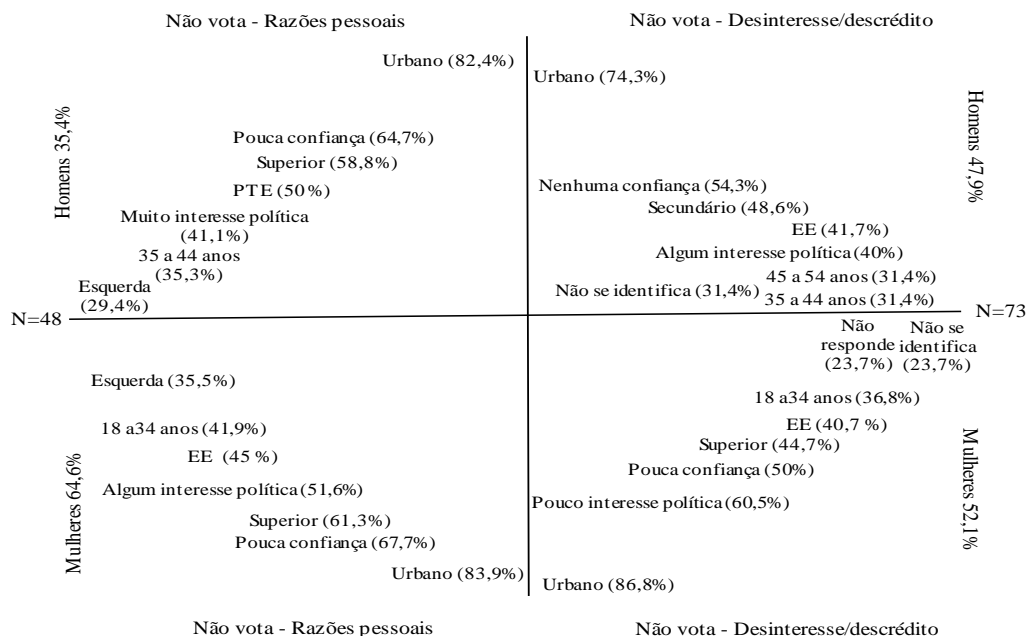 Não vota - Razões pessoais
Não vota - Desinteresse/descrédito
Urbano (82,4%)
Urbano (74,3%)
Homens 35,4%
Homens 47,9%
Pouca confiança (64,7%)
Superior (58,8%)
PTE (50%)
Muito interesse política
(41,1%)
35 a 44 anos
(35,3%)
Esquerda
(29,4%)
Nenhuma confiança (54,3%)
Secundário (48,6%)
EE (41,7%)
Algum interesse política (40%)
45 a 54 anos (31,4%)
Não se identifica (31,4%)
35 a 44 anos (31,4%)
N=48
N=73
Esquerda (35,5%)
18 a34 anos (41,9%)
EE (45 %)
Algum interesse política (51,6%)
Superior (61,3%)
Pouca confiança (67,7%)
Urbano (83,9%)
Mulheres 64,6%
Não
responde
(23,7%)
Não se
identifica
(23,7%)
18 a34 anos (36,8%)
EE (40,7 %)
Superior (44,7%)
Pouca confiança (50%)
Pouco interesse política (60,5%)
Urbano (86,8%)
Mulheres 52,1%
Não vota - Razões pessoais
Não vota - Desinteresse/descrédito